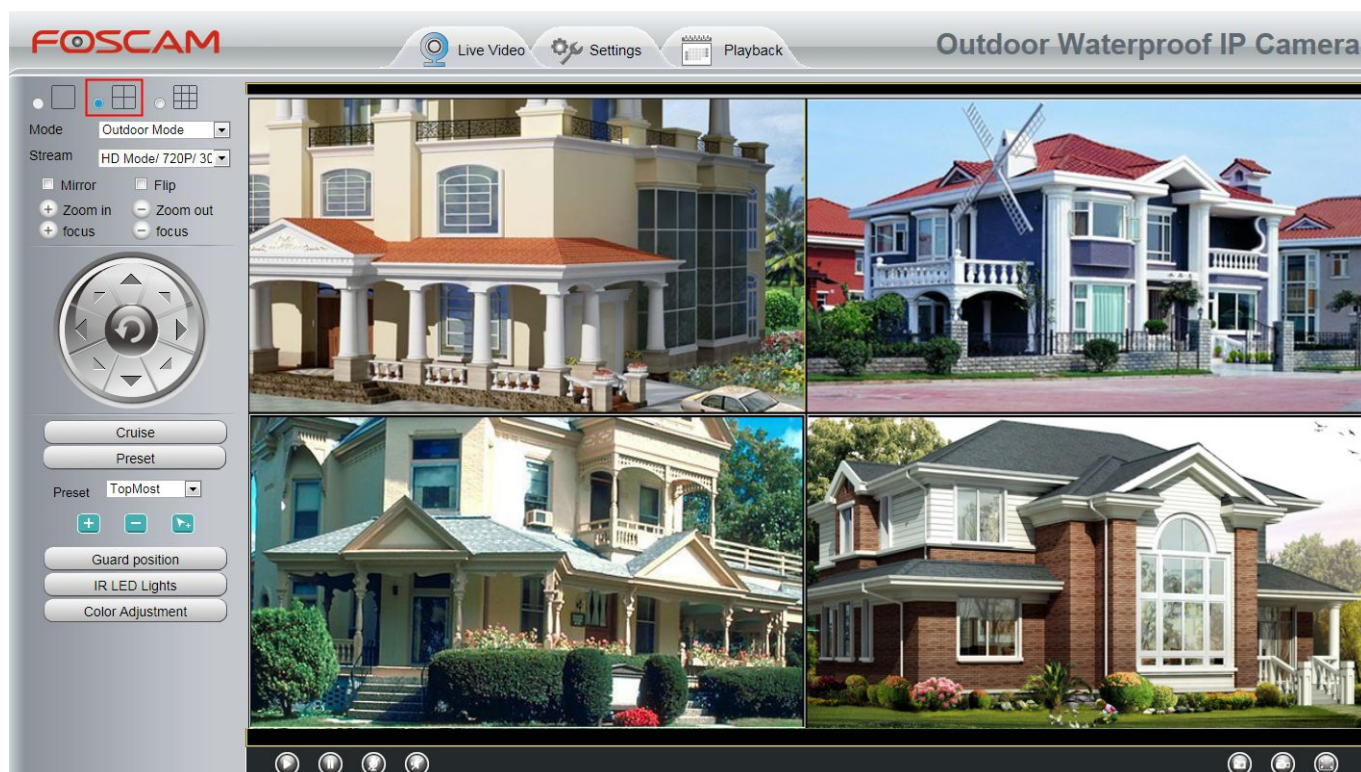 FOSCAM
Live Video
Settings
Playback
Outdoor Waterproof IP Camera
Mode
Outdoor Mode
Stream
HD Mode/ 720P/ 30
Mirror
Flip
Zoom in
Zoom out
focus
focus
Cruise
Preset
Preset
TopMost
Guard position
IR LED Lights
Color Adjustment